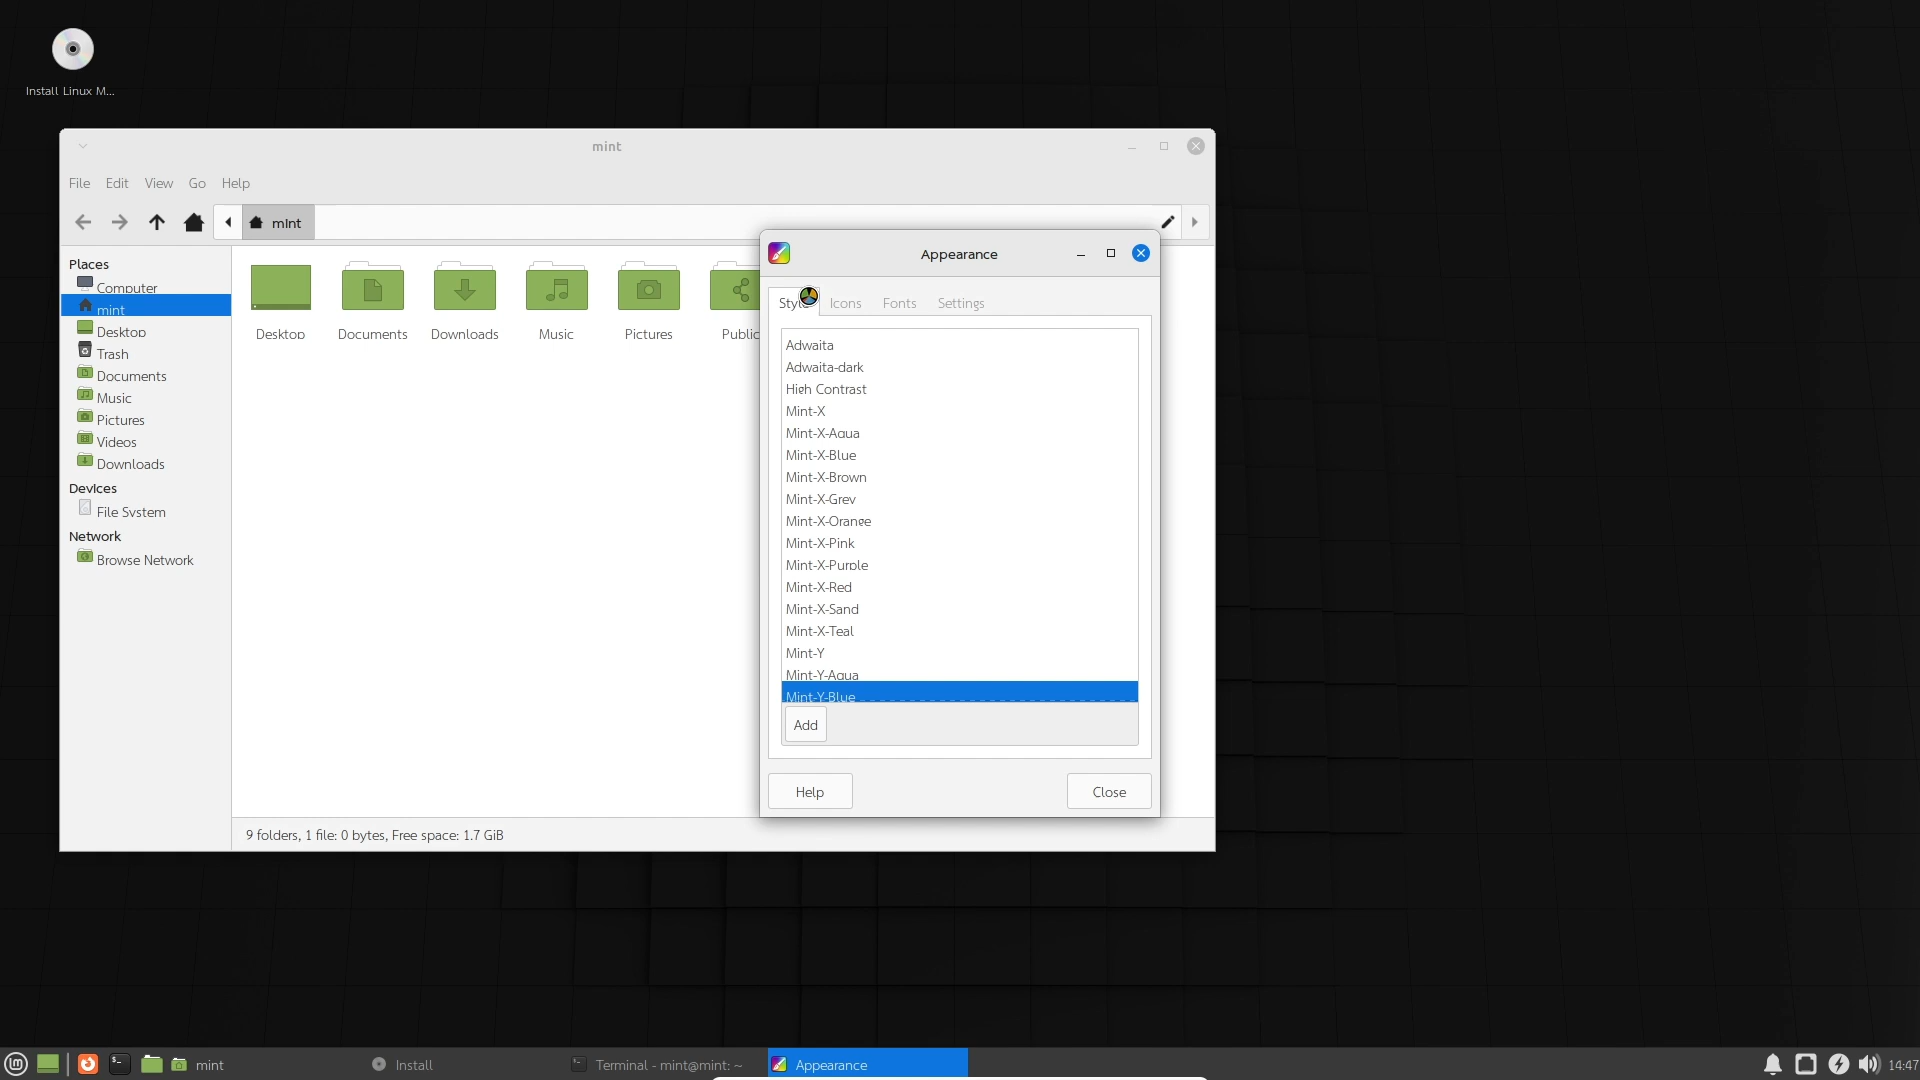 Install Linux M...
mint
File Edit View Go Help
mint
Places
Computer
mint
Desktop
Trash
Documents
Music
Pictures
Videos
Downloads
Devices
File System
Network
Browse Network
Desktop Documents Downloads Music Pictures Public
9 folders, 1 file: 0 bytes, Free space: 1.7 GiB
Appearance
Style Icons Fonts Settings
Adwaita
Adwaita-dark
High Contrast
Mint-X
Mint-X-Aqua
Mint-X-Blue
Mint-X-Brown
Mint-X-Grey
Mint-X-Orange
Mint-X-Pink
Mint-X-Purple
Mint-X-Red
Mint-X-Sand
Mint-X-Teal
Mint-Y
Mint-Y-Aqua
Mint-Y-Blue
Add
Help Close
mint Install Terminal - mint@mint: ~ Appearance 14:47